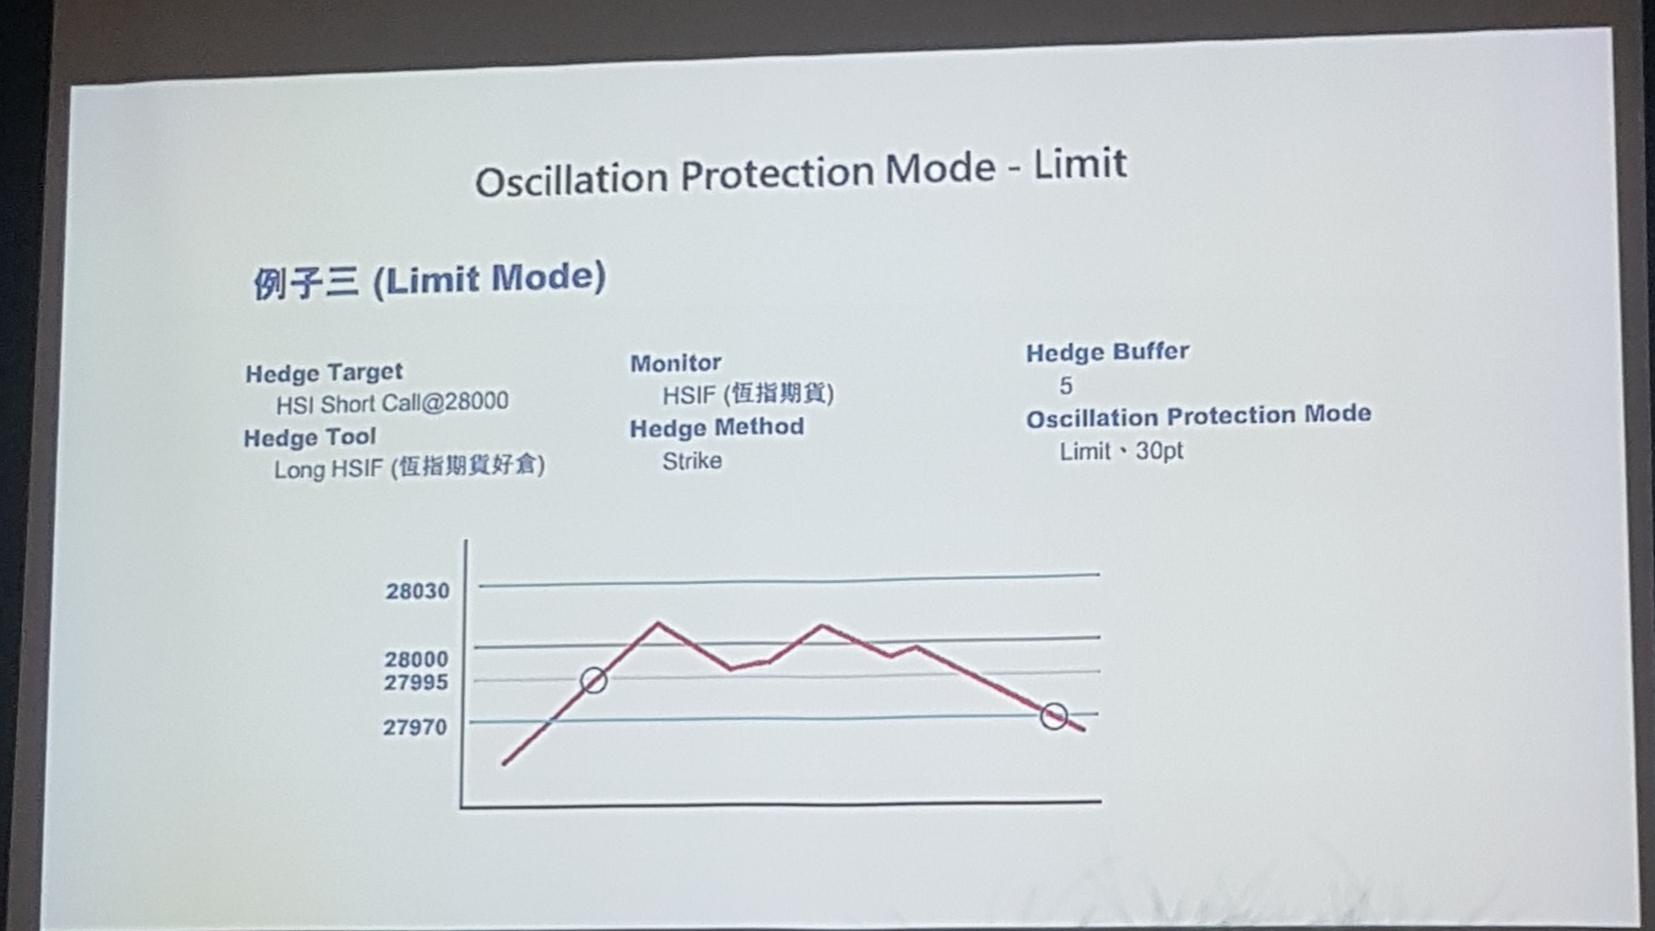 Oscillation Protection Mode - Limit
例子三 (Limit Mode)
Hedge Target
HSI Short Call@28000
Hedge Tool
Long HSIF (恆指期貨好倉)
Monitor
HSIF (恆指期貨)
Hedge Method
Strike
Hedge Buffer
5
Oscillation Protection Mode
Limit、30pt
28030
28000
27995
27970